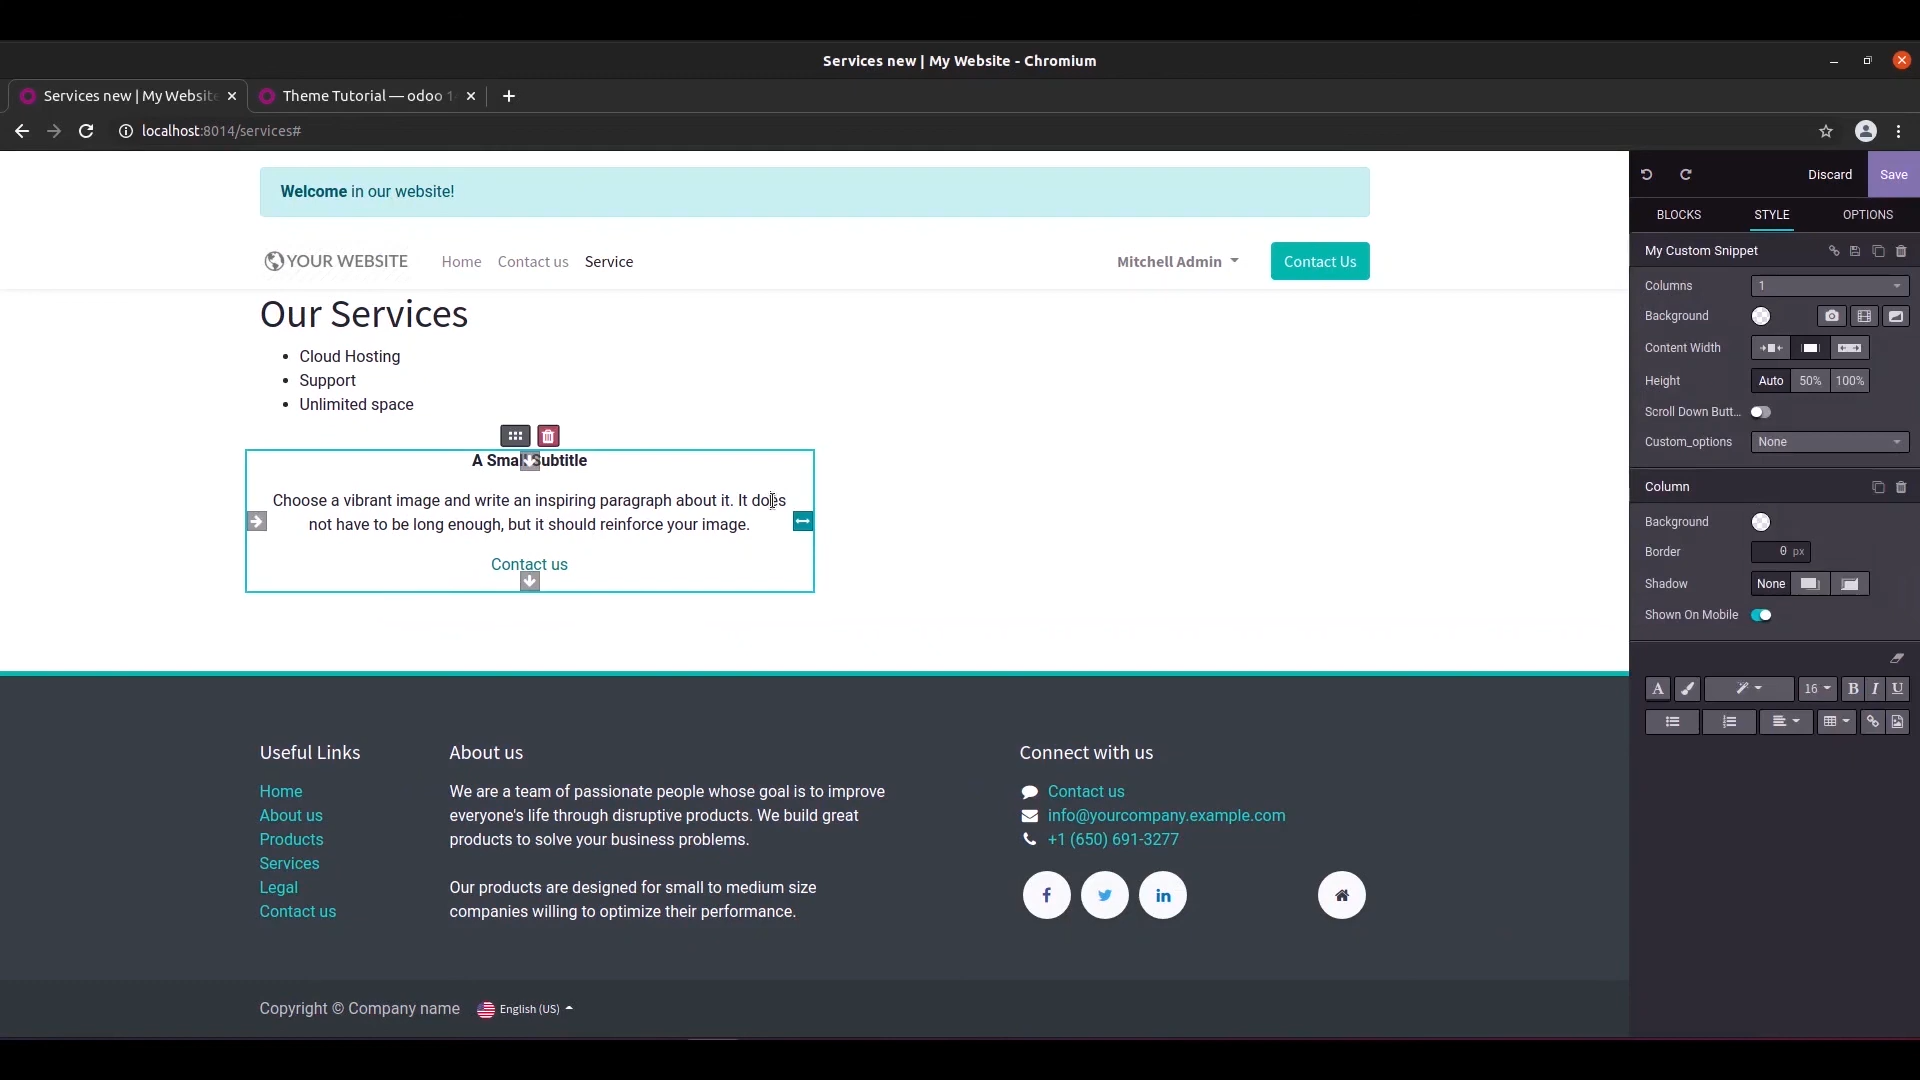 Services new | My Website - Chromium
Services new | My Website
Theme Tutorial — odoo 1
localhost:8014/services#
Welcome in our website!
Discard
Save
BLOCKS
STYLE
OPTIONS
YOUR WEBSITE
Home
Contact us
Service
Mitchell Admin
Contact Us
My Custom Snippet
Columns
1
Background
Content Width
Height
Auto
50%
100%
Scroll Down Butt...
Custom_options
None
Our Services
Cloud Hosting
Support
Unlimited space
A Small Subtitle
Choose a vibrant image and write an inspiring paragraph about it. It does
not have to be long enough, but it should reinforce your image.
Contact us
Column
Background
Border
0 px
Shadow
None
Shown On Mobile
A
16
B
I
U
Useful Links
Home
About us
Products
Services
Legal
Contact us
About us
We are a team of passionate people whose goal is to improve
everyone's life through disruptive products. We build great
products to solve your business problems.
Our products are designed for small to medium size
companies willing to optimize their performance.
Connect with us
Contact us
info@yourcompany.example.com
+1 (650) 691-3277
Copyright © Company name
English (US)